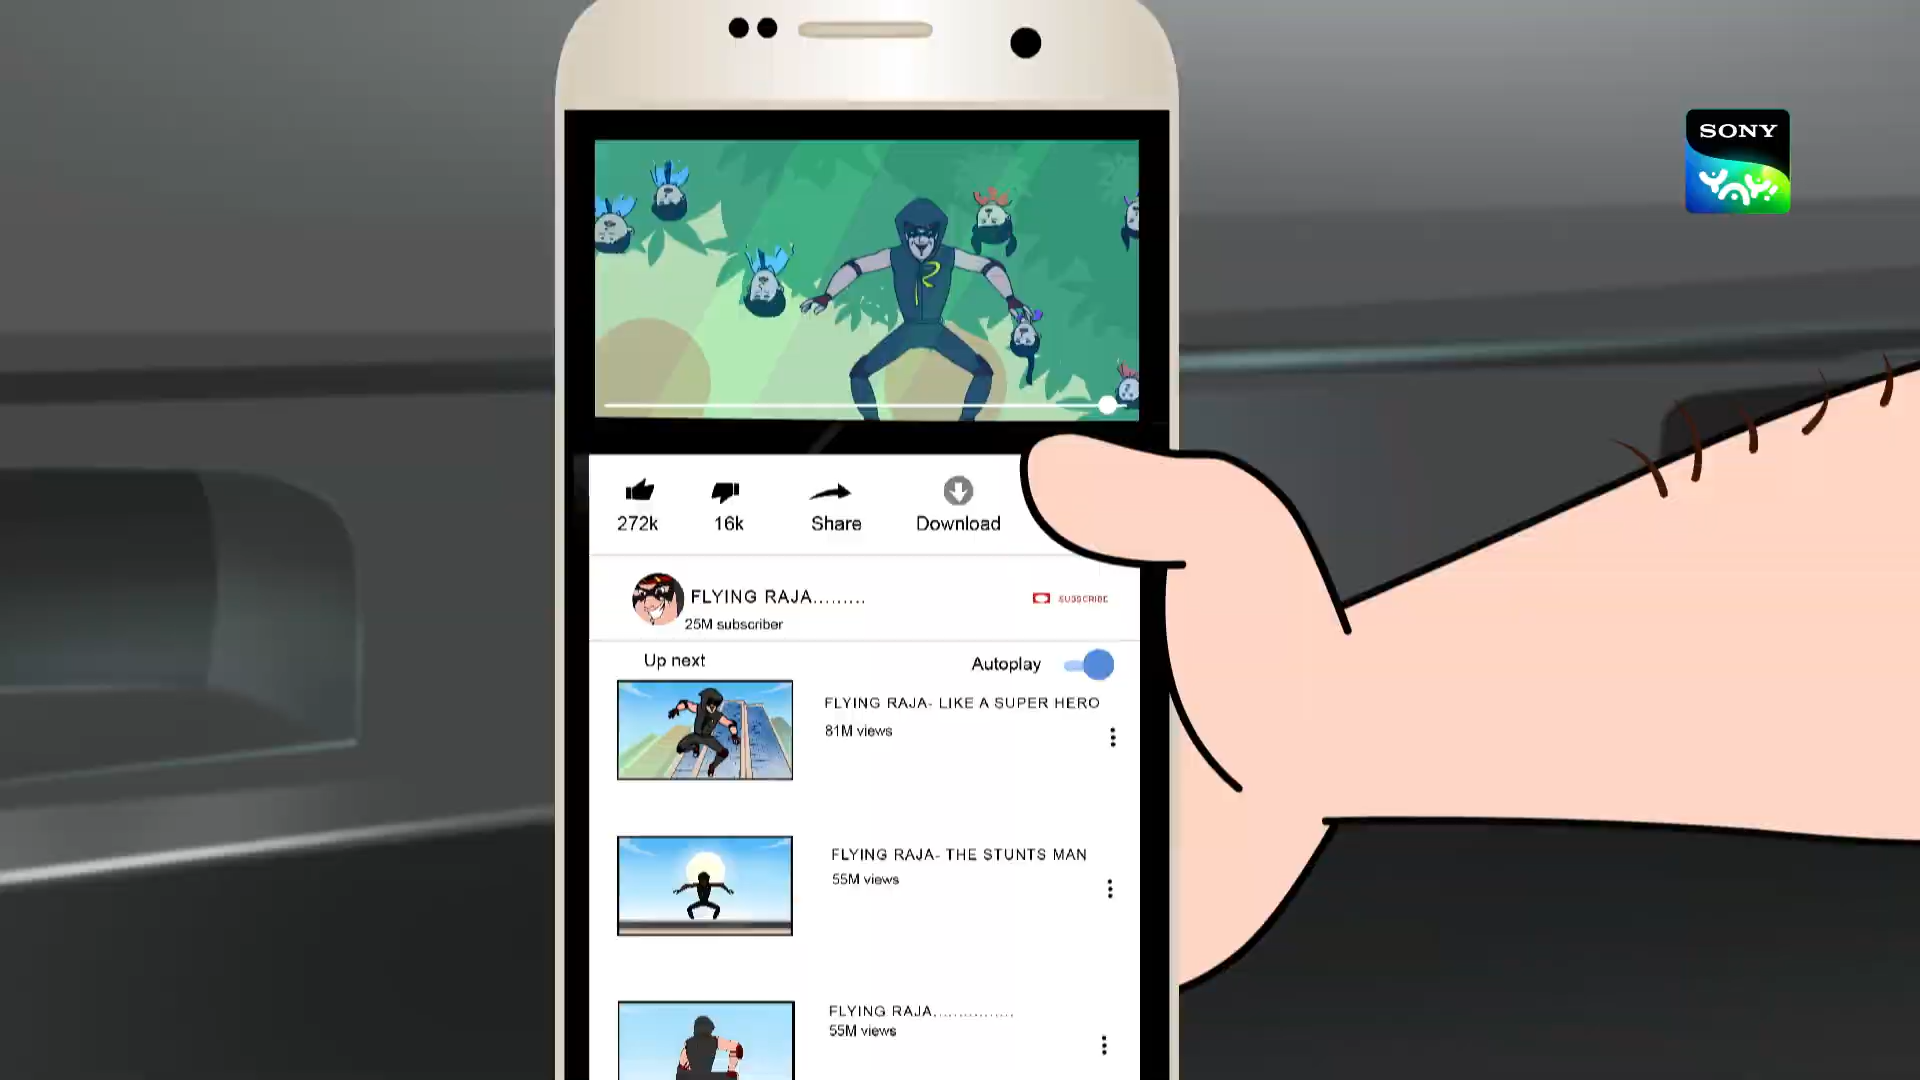 SONY
YAY!
272k
16k
Share
Download
FLYING RAJA.........
SUBSCRIBE
25M subscriber
Up next
Autoplay
FLYING RAJA- LIKE A SUPER HERO
81M views
FLYING RAJA- THE STUNTS MAN
55M views
FLYING RAJA................
55M views